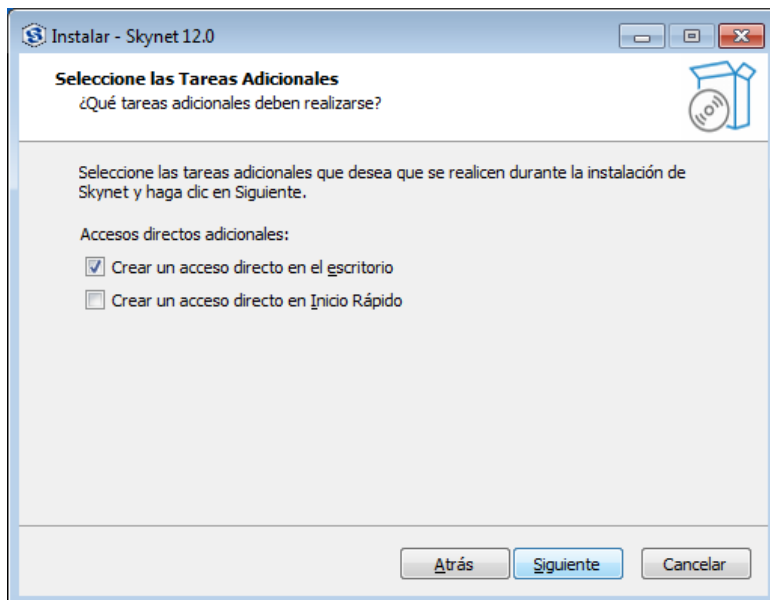 Instalar - Skynet 12.0
Seleccione las Tareas Adicionales
¿Qué tareas adicionales deben realizarse?
Seleccione las tareas adicionales que desea que se realicen durante la instalación de
Skynet y haga clic en Siguiente.
Accesos directos adicionales:
Crear un acceso directo en el escritorio
Crear un acceso directo en Inicio Rápido
Atrás Siguiente Cancelar